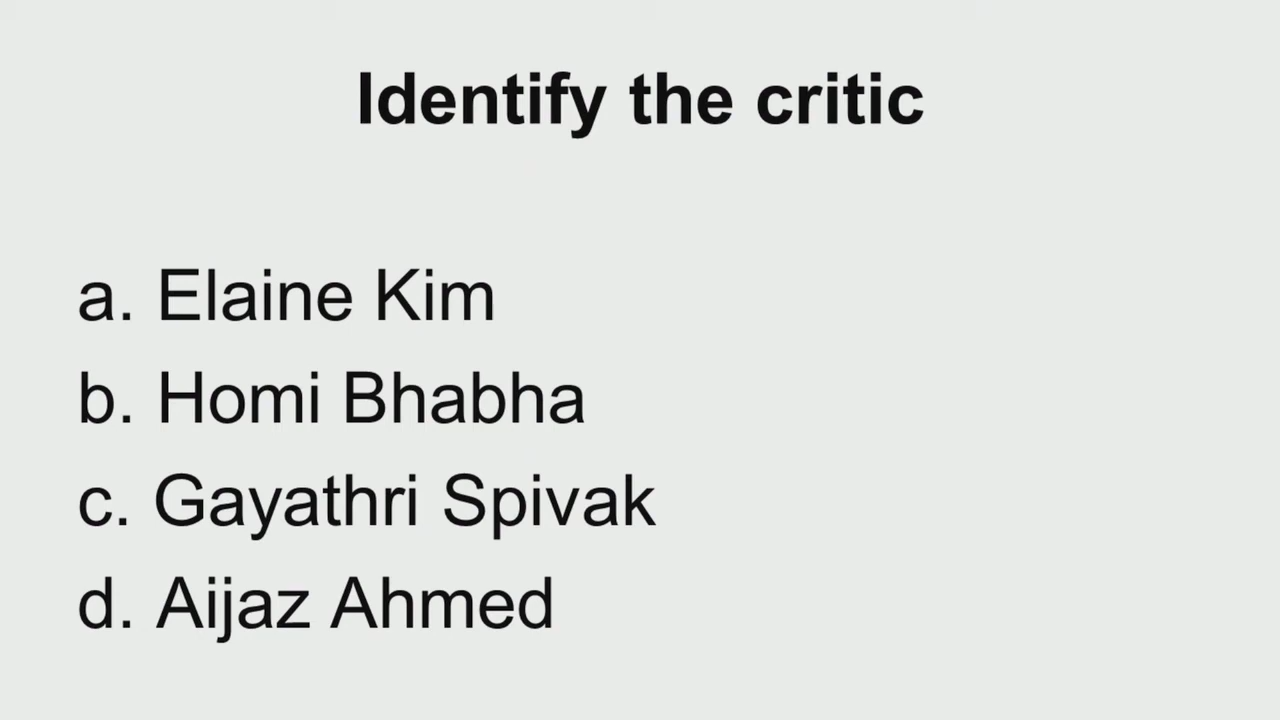 Identify the critic
a. Elaine Kim
b. Homi Bhabha
c. Gayathri Spivak
d. Aijaz Ahmed